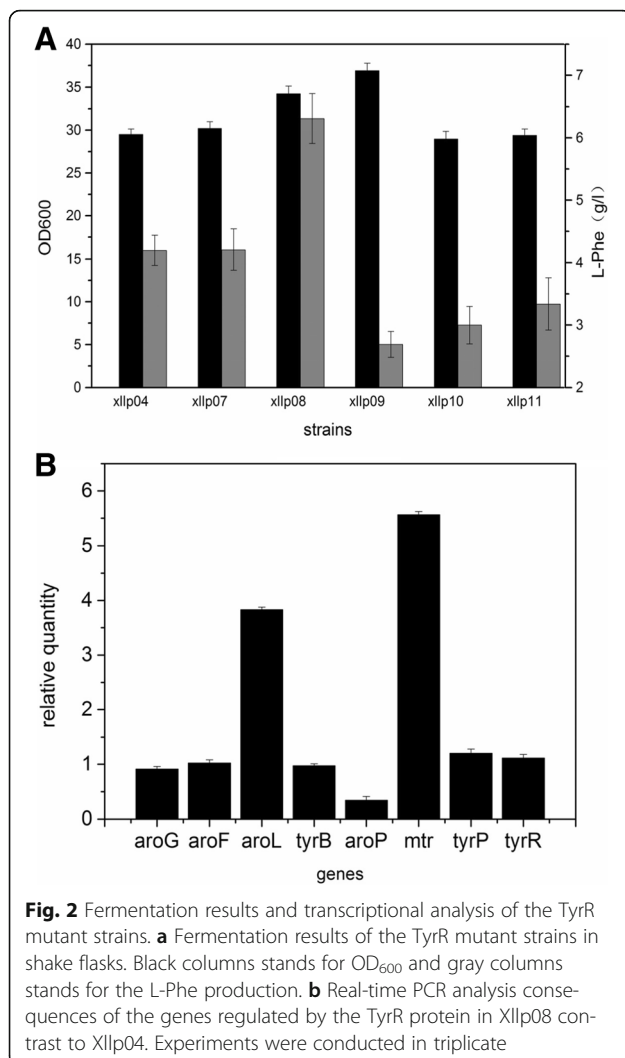 A
40
35
30
25
20
15
10
5
0
OD600
7
6
5
4
3
2
L-Phe（g/l）
xllp04 xllp07 xllp08 xllp09 xllp10 xllp11
strains
B
6
5
4
3
2
1
0
relative quantity
aroG aroF aroL tyrB aroP mtr tyrP tyrR
genes
Fig. 2 Fermentation results and transcriptional analysis of the TyrR
mutant strains. a Fermentation results of the TyrR mutant strains in
shake flasks. Black columns stands for OD600 and gray columns
stands for the L-Phe production. b Real-time PCR analysis conse-
quences of the genes regulated by the TyrR protein in Xllp08 con-
trast to Xllp04. Experiments were conducted in triplicate